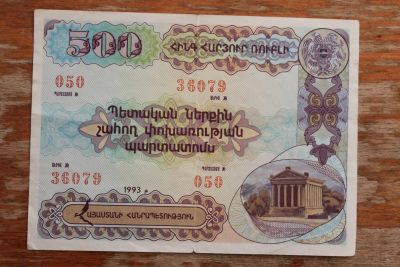 500 ՀԻՆԳ ՀԱՐՅՈՒՐ ՌՈՒԲԼԻ
050 36079
Պետական ներքին
շահող փոխառության
պարտատոմս
36079 050
1993 թ
ՀԱՅԱՍՏԱՆԻ ՀԱՆՐԱՊԵՏՈՒԹՅՈՒՆ